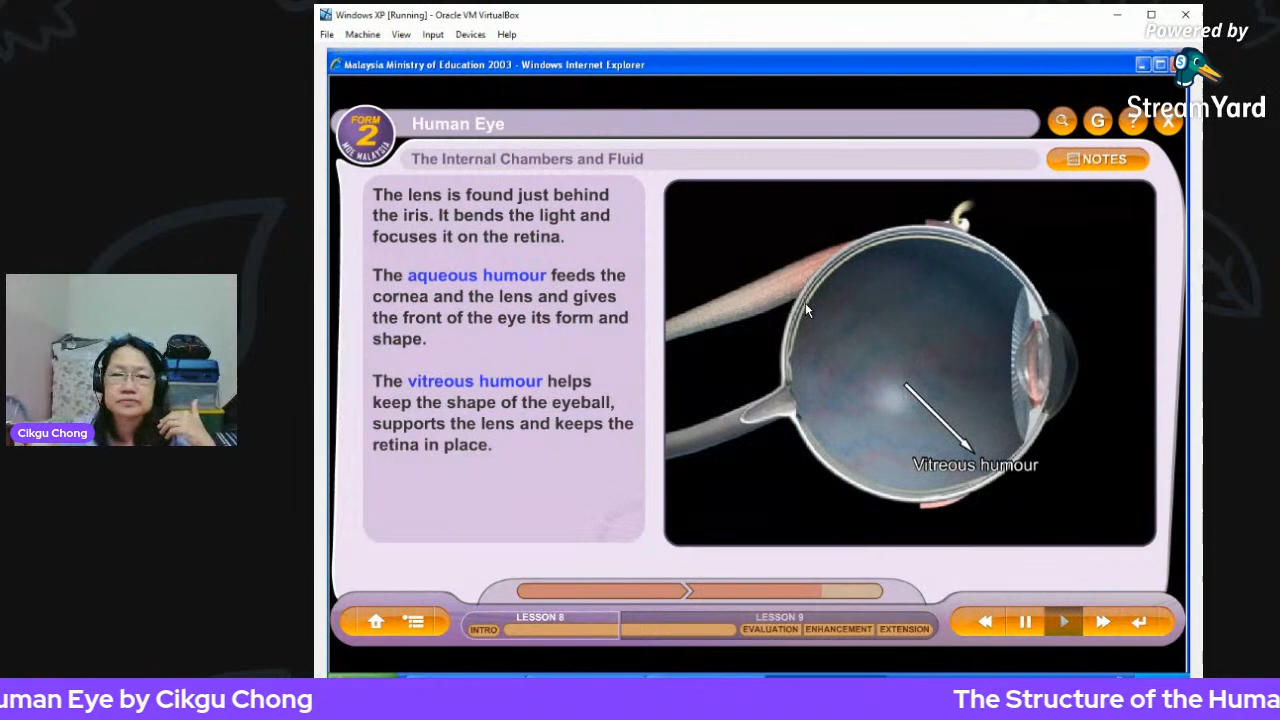 Windows XP [Running] - Oracle VM VirtualBox
File Machine View Input Devices Help
Powered by
StreamYard
Malaysia Ministry of Education 2003 - Windows Internet Explorer
FORM
2
MOE MALAYSIA
Human Eye
G ? X
The Internal Chambers and Fluid
NOTES
The lens is found just behind
the iris. It bends the light and
focuses it on the retina.
The aqueous humour feeds the
cornea and the lens and gives
the front of the eye its form and
shape.
The vitreous humour helps
keep the shape of the eyeball,
supports the lens and keeps the
retina in place.
Vitreous humour
Cikgu Chong
LESSON 8
LESSON 9
INTRO
EVALUATION ENHANCEMENT EXTENSION
uman Eye by Cikgu Chong
The Structure of the Huma